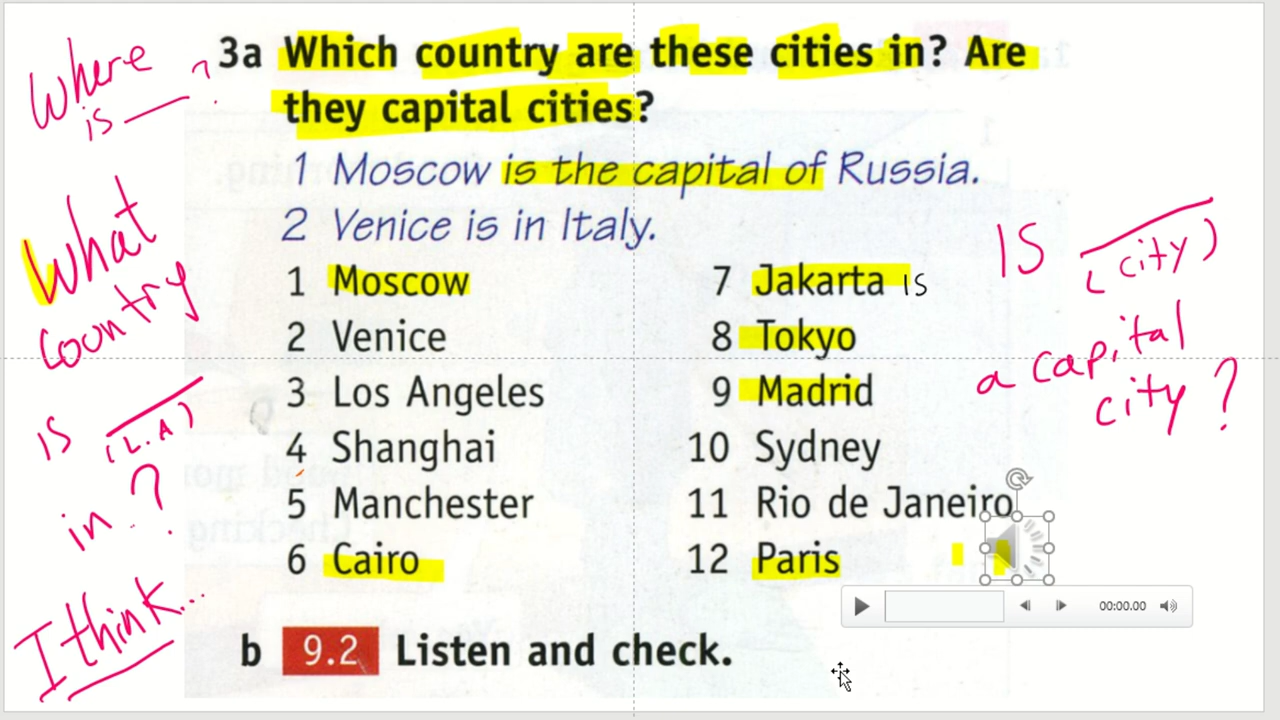 where
is ___ ?
What
country
is ___
(L.A)
in ?
I think...
3a Which country are these cities in? Are
they capital cities?
1 Moscow is the capital of Russia.
2 Venice is in Italy.
1 Moscow
2 Venice
3 Los Angeles
4 Shanghai
5 Manchester
6 Cairo
7 Jakarta IS
8 Tokyo
9 Madrid
10 Sydney
11 Rio de Janeiro
12 Paris
b 9.2 Listen and check.
IS ___
(city)
a capital
city ?
00:00.00